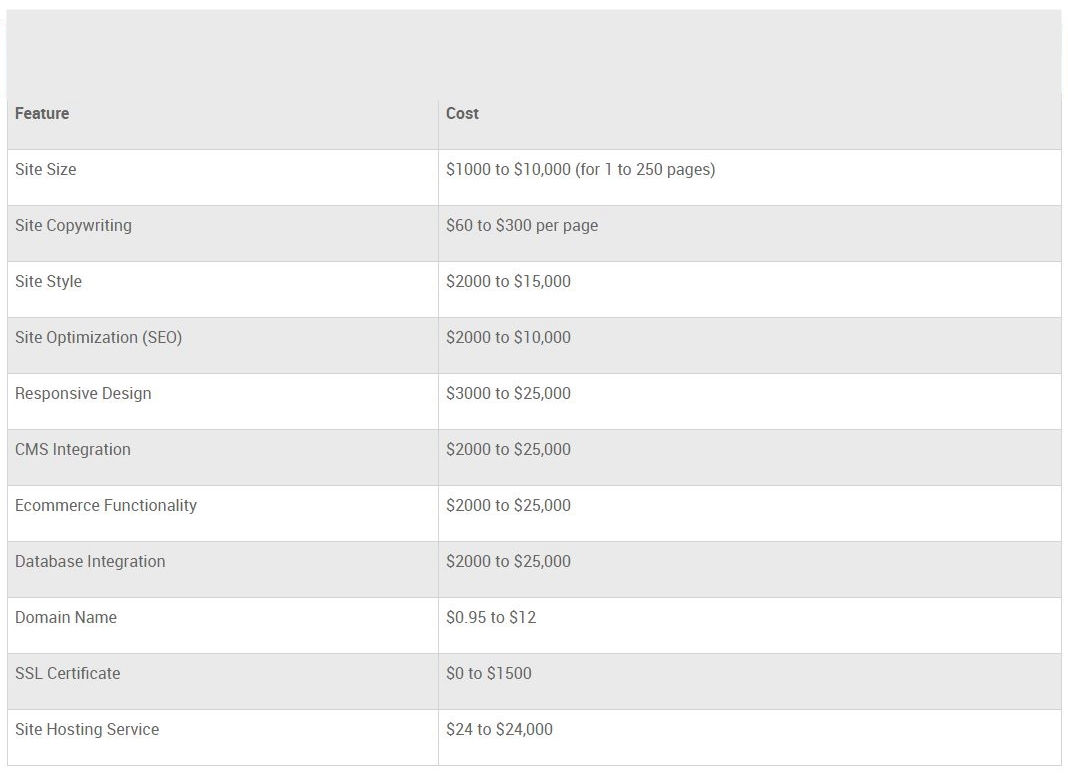 Feature Cost
Site Size $1000 to $10,000 (for 1 to 250 pages)
Site Copywriting $60 to $300 per page
Site Style $2000 to $15,000
Site Optimization (SEO) $2000 to $10,000
Responsive Design $3000 to $25,000
CMS Integration $2000 to $25,000
Ecommerce Functionality $2000 to $25,000
Database Integration $2000 to $25,000
Domain Name $0.95 to $12
SSL Certificate $0 to $1500
Site Hosting Service $24 to $24,000